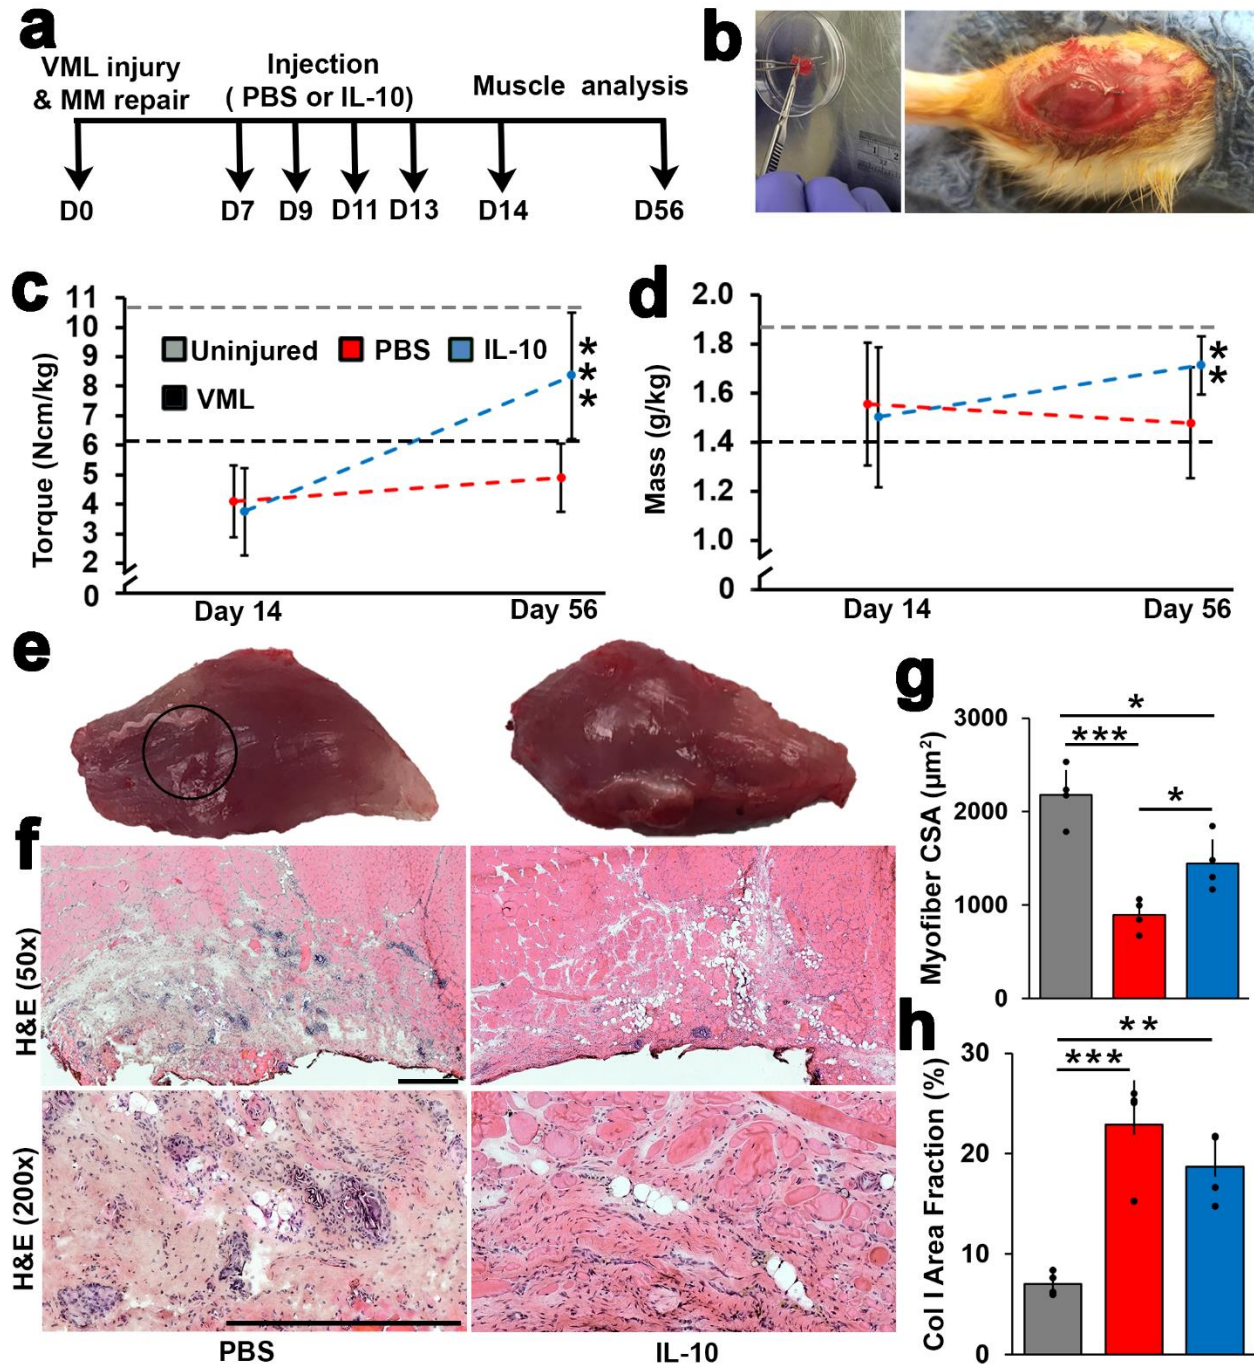 a
VML injury
& MM repair
Injection
( PBS or IL-10)
Muscle analysis
D0
D7
D9
D11
D13
D14
D56
b
c
Torque (Ncm/kg)
11
10
9
8
7
6
5
4
3
2
0
Uninjured
PBS
IL-10
VML
***
Day 14
Day 56
d
Mass (g/kg)
2.0
1.8
1.6
1.4
1.2
1.0
0
**
Day 14
Day 56
e
f
H&E (50x)
H&E (200x)
PBS
IL-10
g
Myofiber CSA (µm²)
3000
2000
1000
0
*
***
*
h
Col I Area Fraction (%)
30
20
10
0
**
***